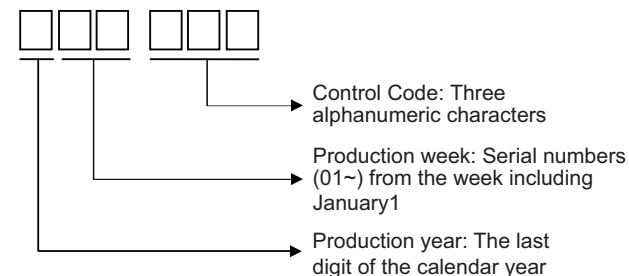 Control Code: Three
alphanumeric characters
Production week: Serial numbers
(01~) from the week including
January1
Production year: The last
digit of the calendar year